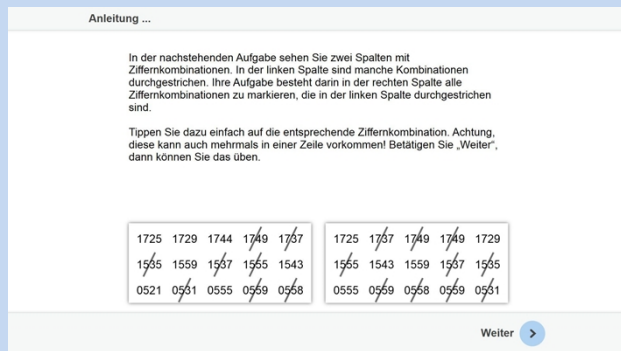 Anleitung ...
In der nachstehenden Aufgabe sehen Sie zwei Spalten mit
Ziffernkombinationen. In der linken Spalte sind manche Kombinationen
durchgestrichen. Ihre Aufgabe besteht darin in der rechten Spalte alle
Ziffernkombinationen zu markieren, die in der linken Spalte durchgestrichen
sind.
Tippen Sie dazu einfach auf die entsprechende Ziffernkombination. Achtung,
diese kann auch mehrmals in einer Zeile vorkommen! Betätigen Sie „Weiter“,
dann können Sie das üben.
1725 1729 1744 1749 1737
1535 1559 1537 1555 1543
0521 0531 0555 0559 0558
1725 1737 1749 1749 1729
1555 1543 1559 1537 1535
0555 0559 0558 0559 0531
Weiter